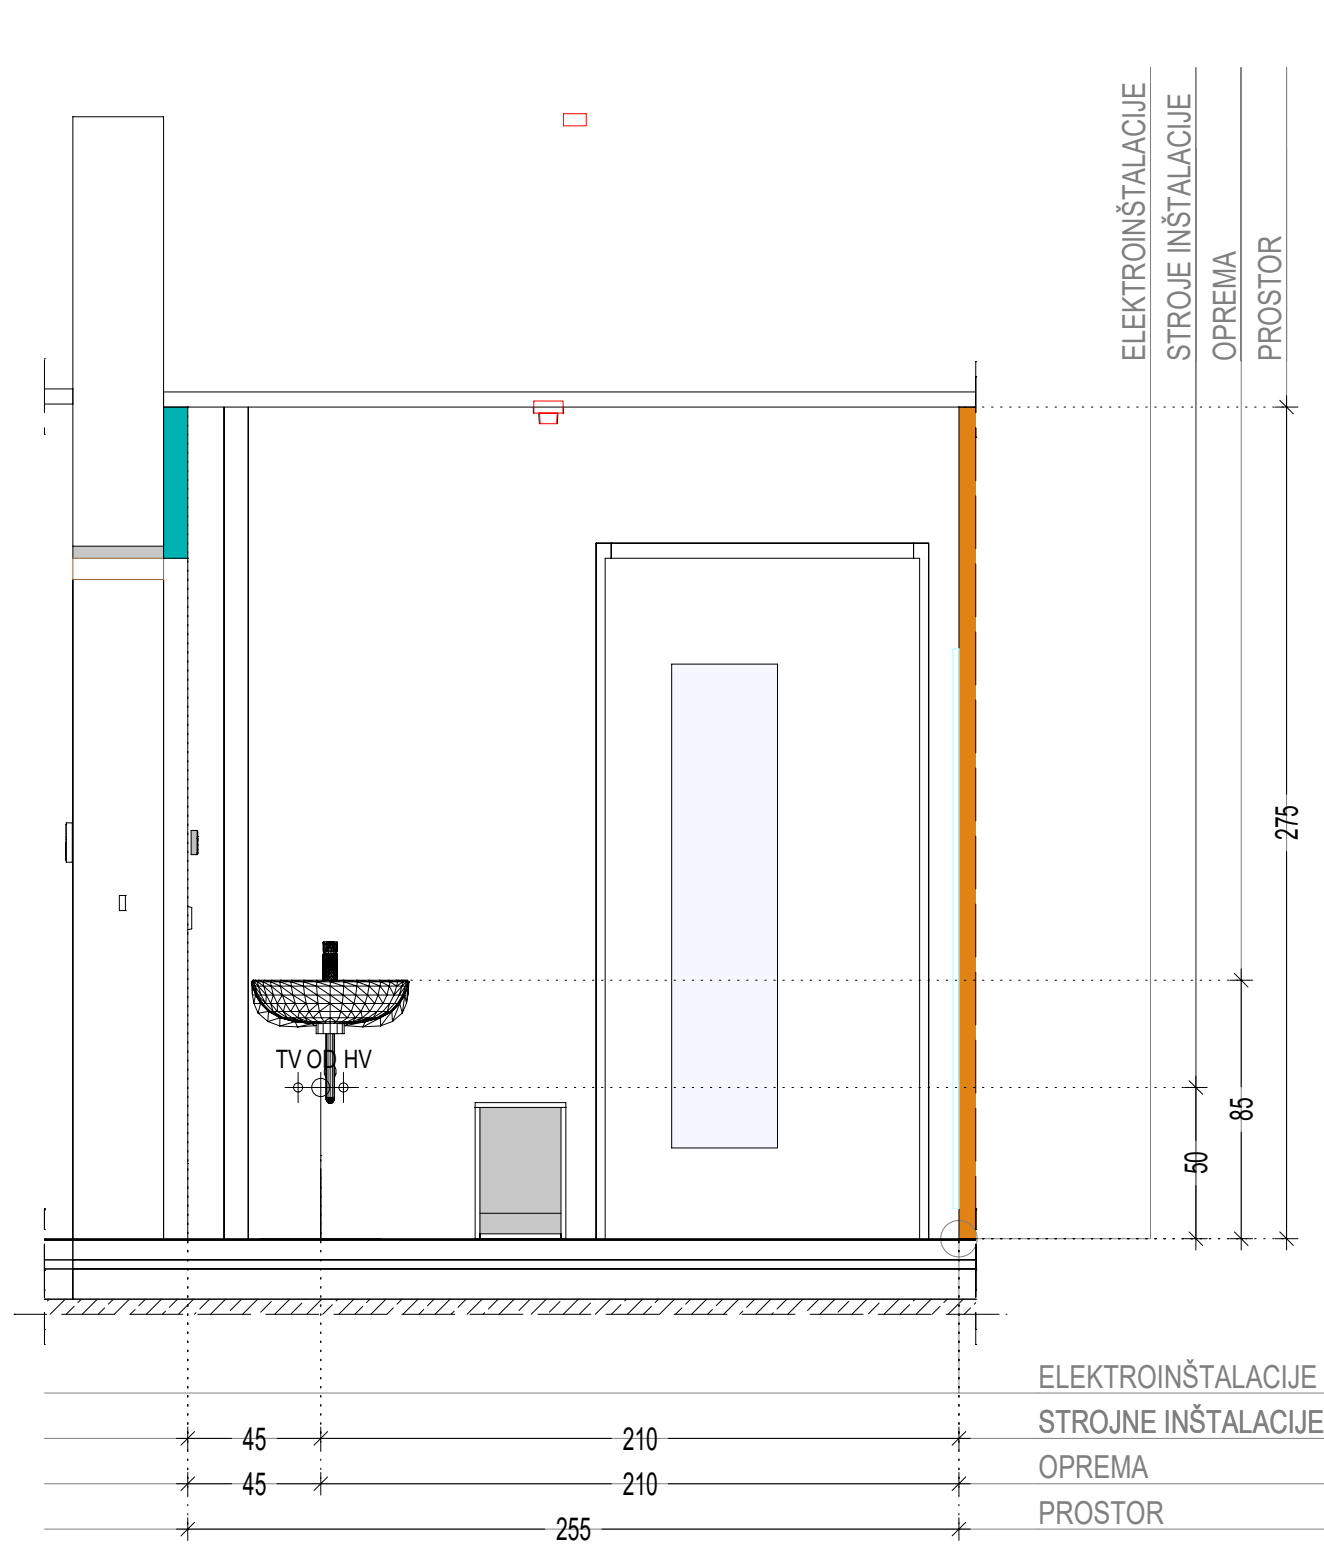 ELEKTROINŠTALACIJE
STROJE INŠTALACIJE
OPREMA
PROSTOR
275
85
50
TV OD HV
ELEKTROINŠTALACIJE
STROJNE INŠTALACIJE
45 210
OPREMA
45 210
PROSTOR
255